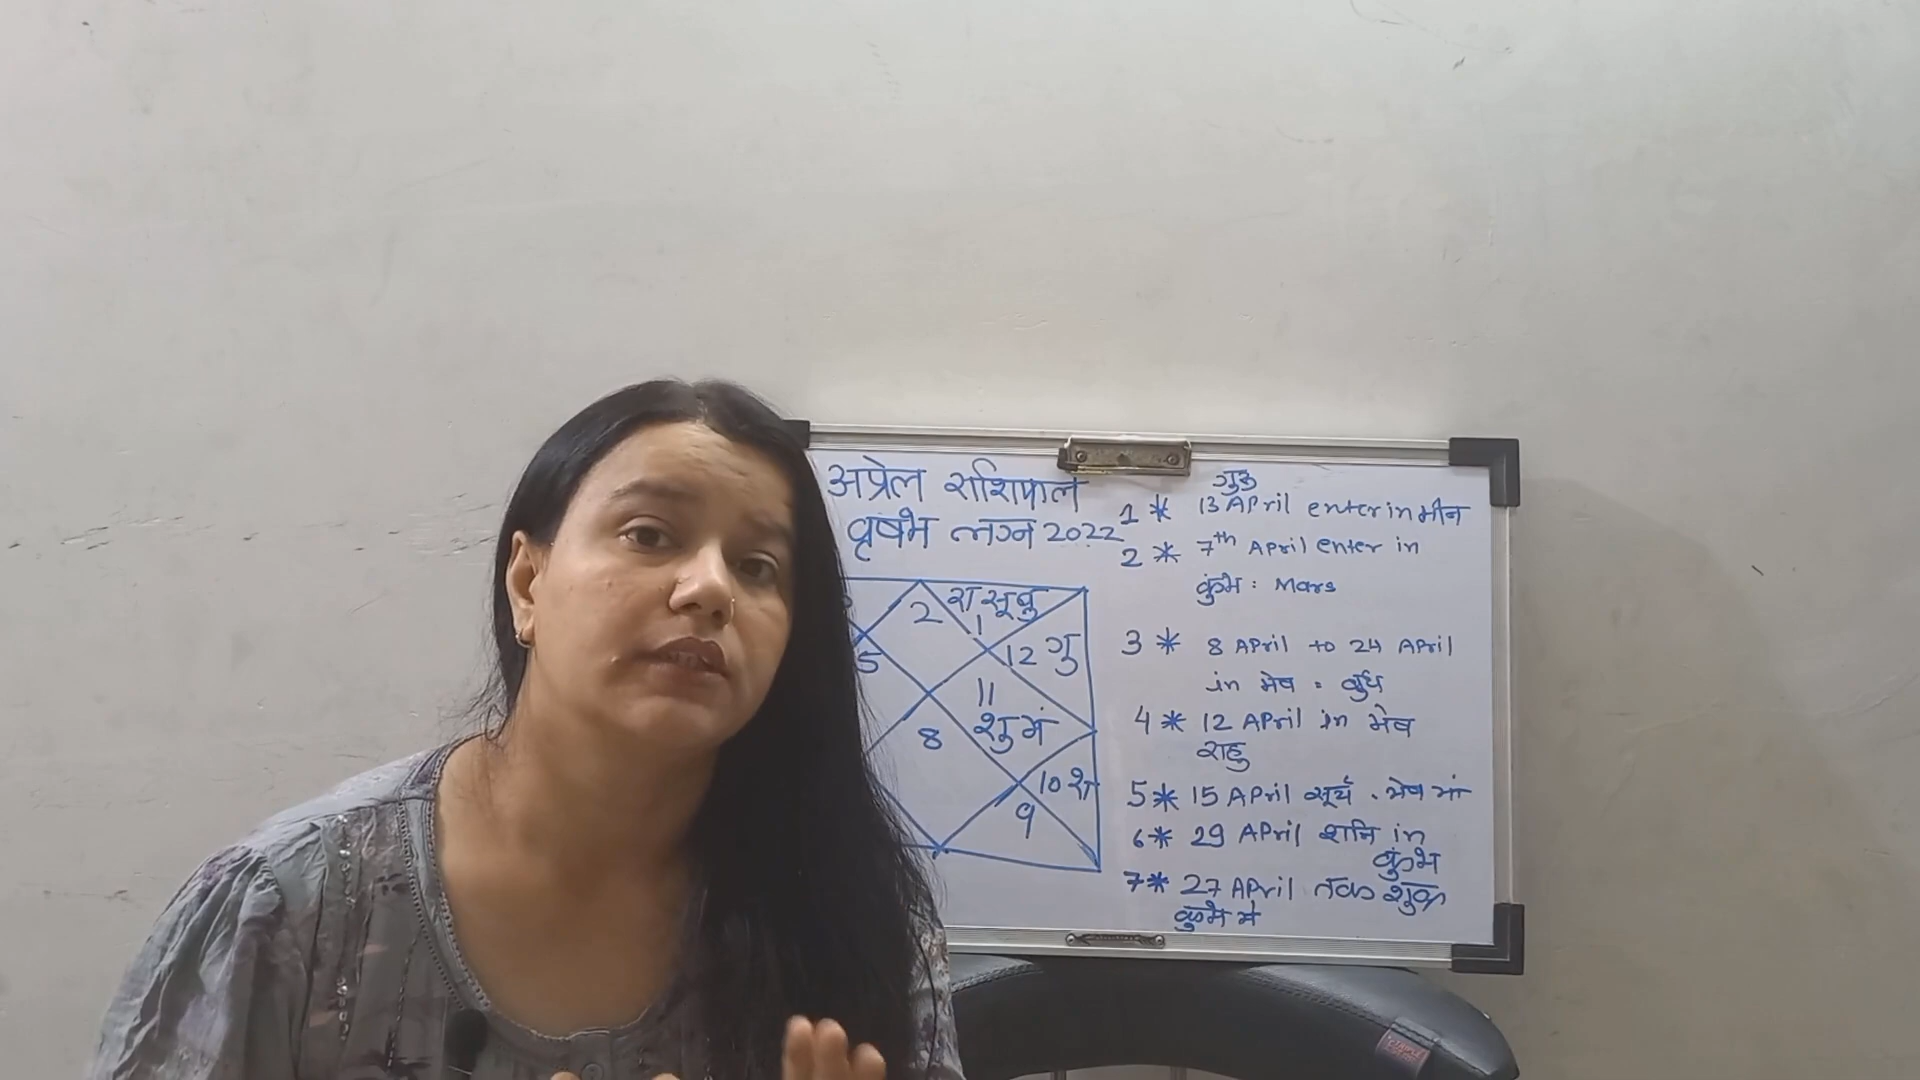 अप्रेल राशिफल
वृषभ लग्न 2022
2
रा सू बु
1
12 गु
5
11
शु मं
8
10 श
9
गुरु
1 * 13 April enter in मीन
2 * 7th April enter in
कुंभ : Mars
3 * 8 April to 24 April
in मेष = बुध
4 * 12 April in मेष
राहु
5 * 15 April सूर्य . मेष मां
6 * 29 April शनि in
कुंभ
7 * 27 April तक शुक्र
कुंभ मे